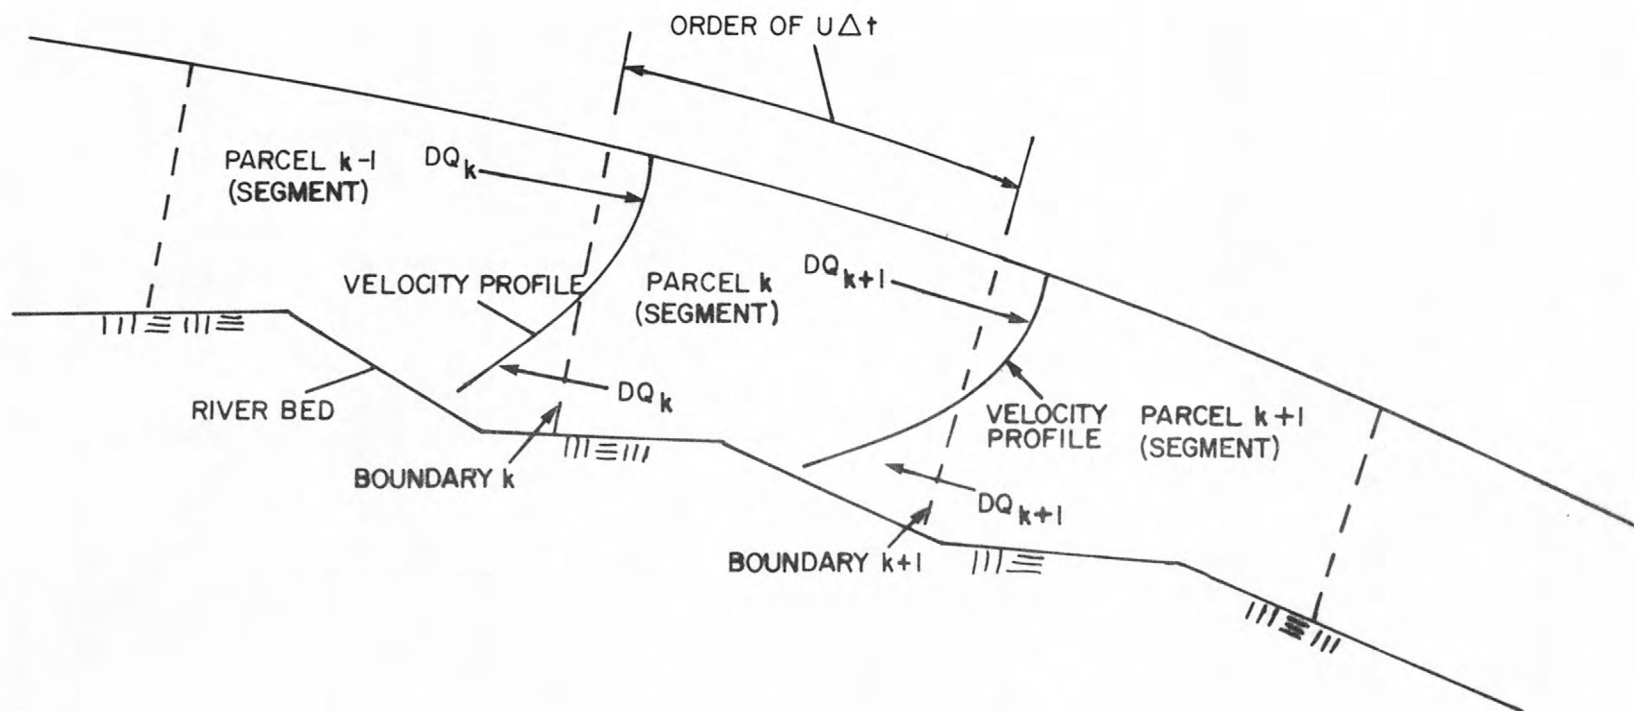 ORDER OF U△t
PARCEL k-1
(SEGMENT)
DQk
VELOCITY PROFILE
PARCEL k
(SEGMENT)
DQk+1
RIVER BED
DQk
BOUNDARY k
VELOCITY
PROFILE
PARCEL k+1
(SEGMENT)
DQk+1
BOUNDARY k+1